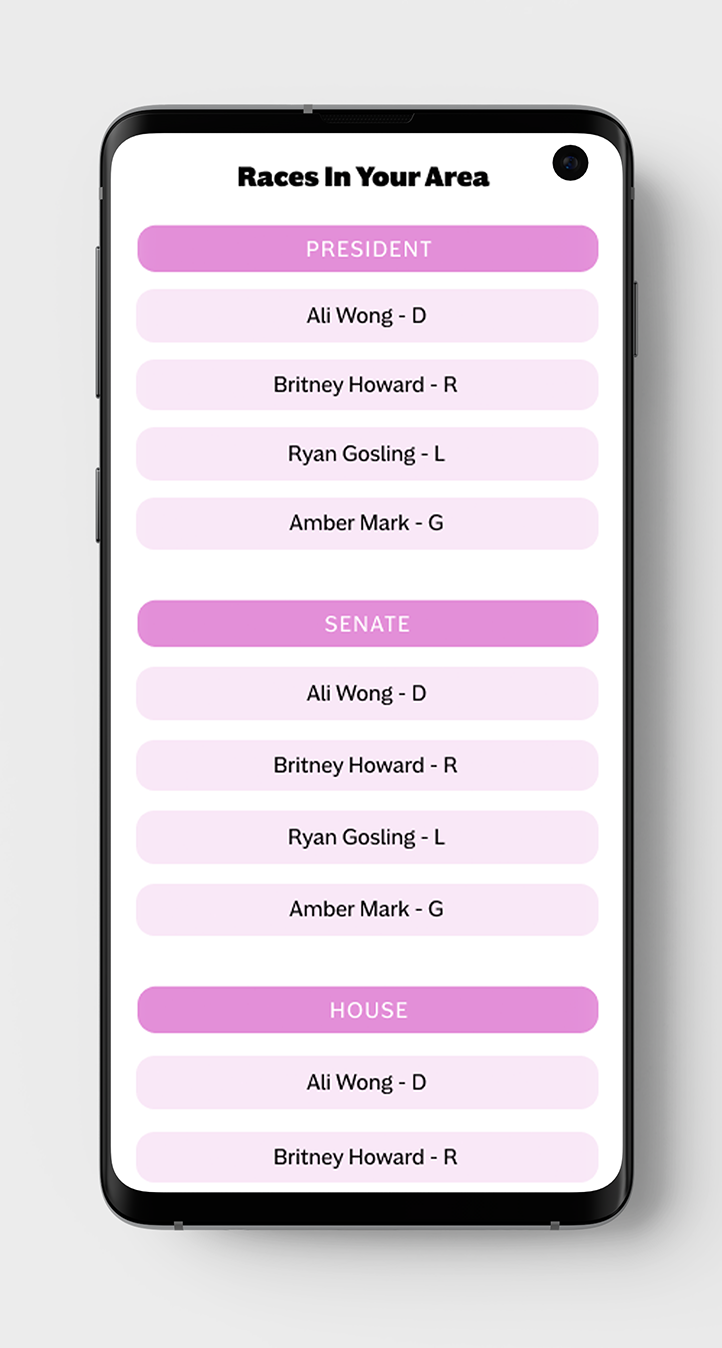 Races In Your Area
PRESIDENT
Ali Wong - D
Britney Howard - R
Ryan Gosling - L
Amber Mark - G
SENATE
Ali Wong - D
Britney Howard - R
Ryan Gosling - L
Amber Mark - G
HOUSE
Ali Wong - D
Britney Howard - R